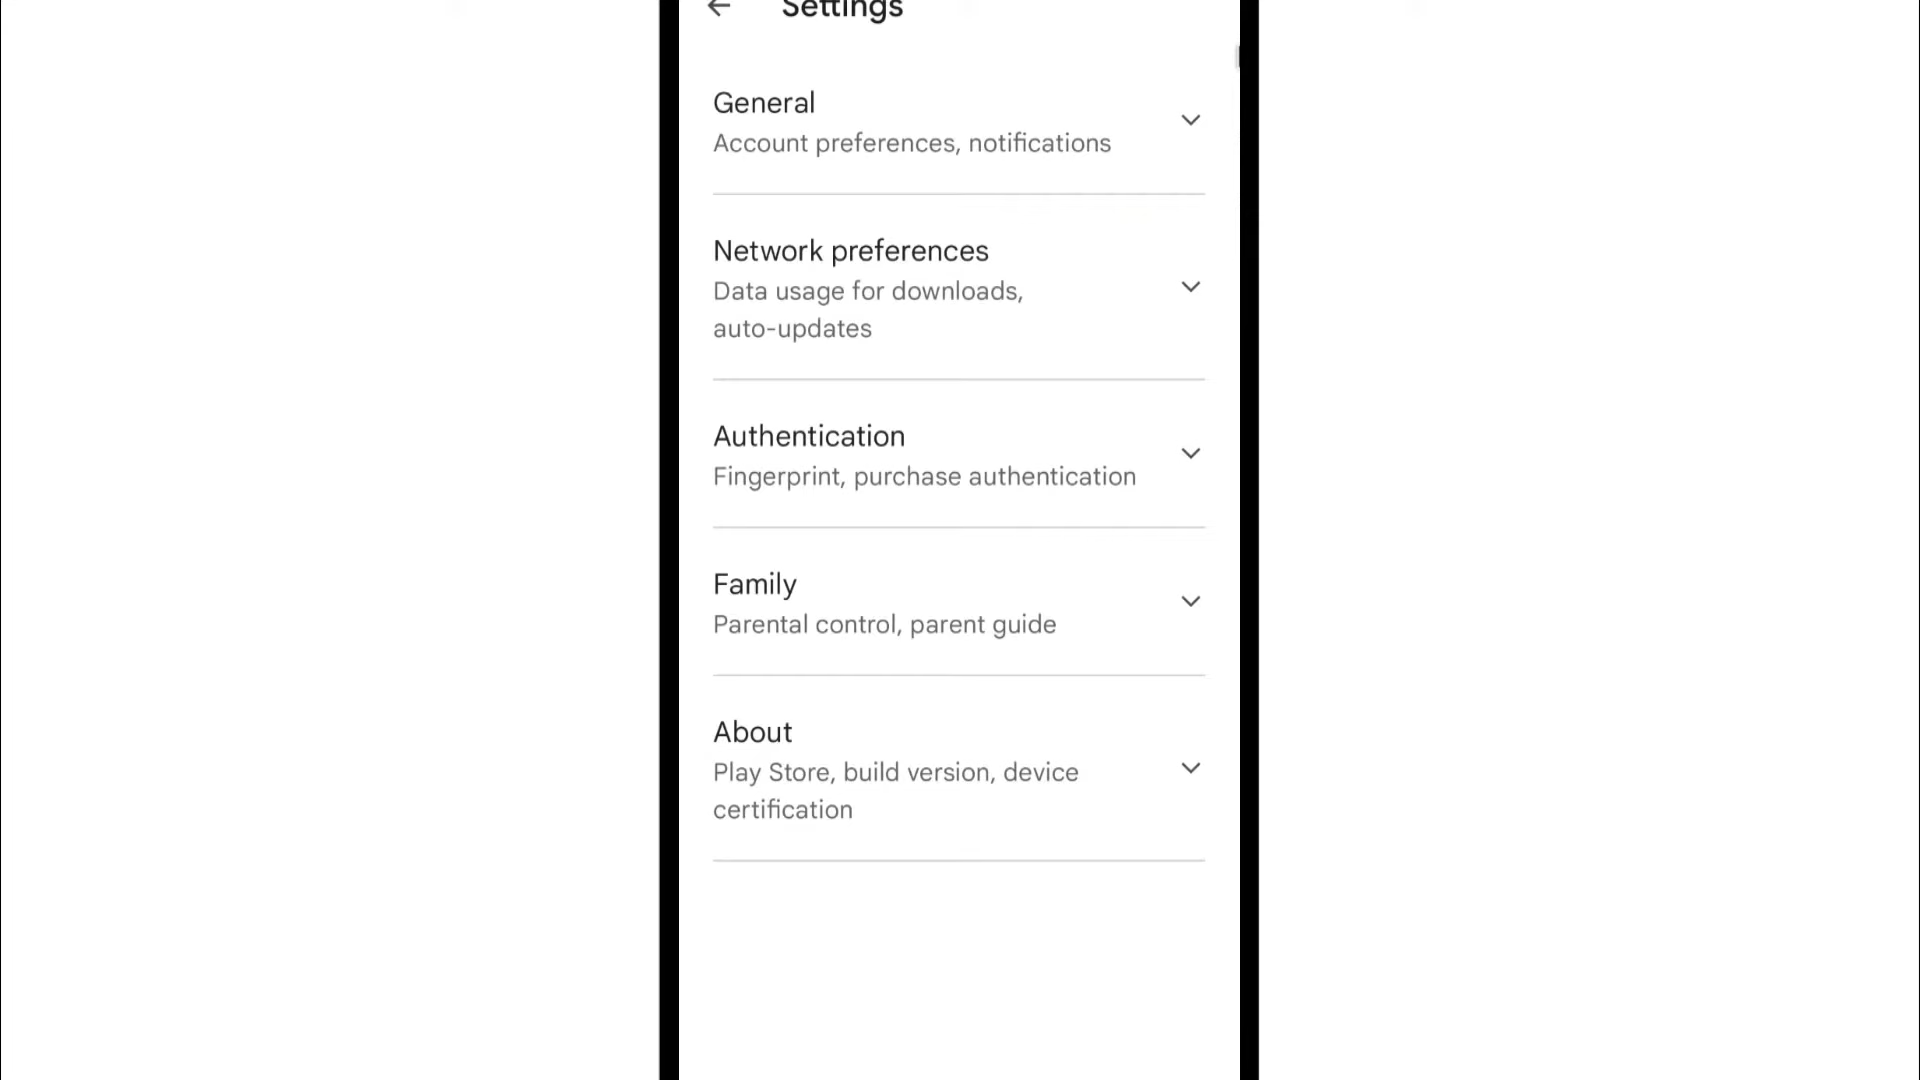 Settings
General
Account preferences, notifications
Network preferences
Data usage for downloads,
auto-updates
Authentication
Fingerprint, purchase authentication
Family
Parental control, parent guide
About
Play Store, build version, device
certification